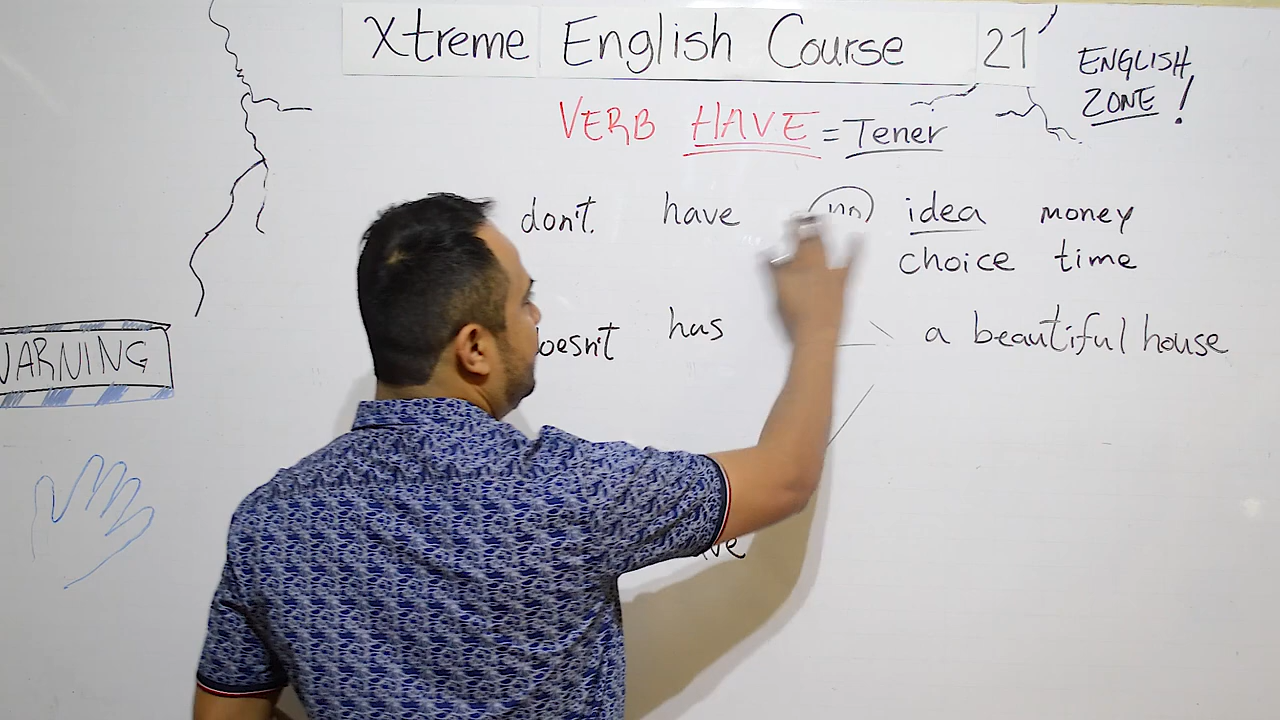 Xtreme English Course 21
ENGLISH
ZONE!
VERB HAVE = Tener
don't. have no idea money
choice time
doesn't has a beautiful house
WARNING